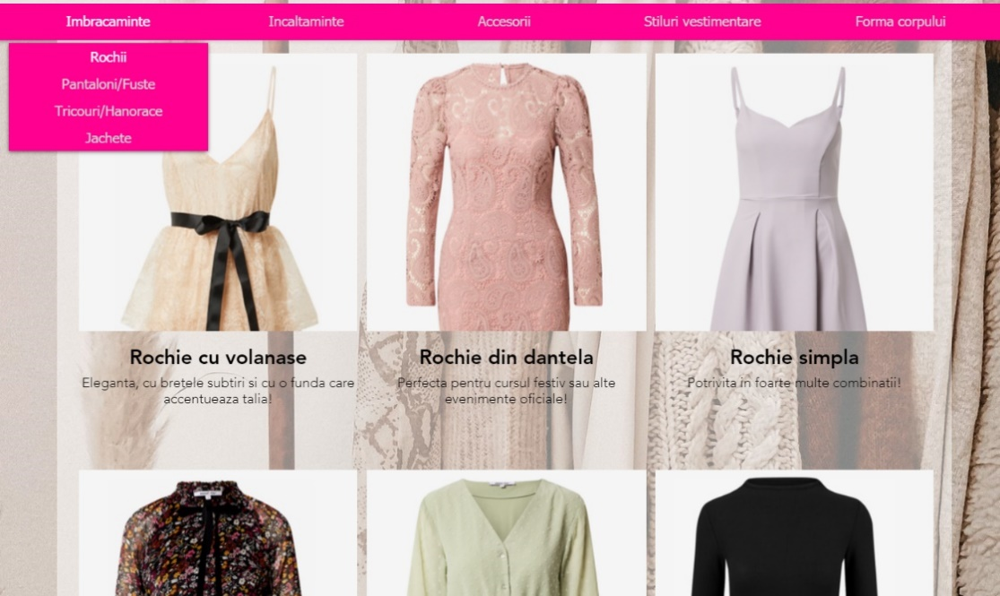 Imbracaminte Incaltaminte Accesorii Stiluri vestimentare Forma corpului
Rochii
Pantaloni/Fuste
Tricouri/Hanorace
Jachete
Rochie cu volanase
Eleganta, cu bretele subtiri si cu o funda care
accentueaza talia!
Rochie din dantela
Perfecta pentru cursul festiv sau alte
evenimente oficiale!
Rochie simpla
Potrivita in foarte multe combinatii!